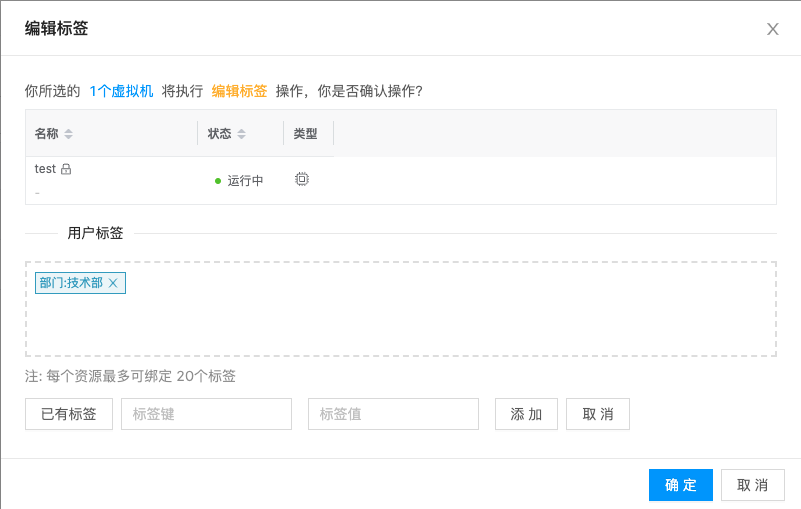 编辑标签
你所选的 1个虚拟机 将执行 编辑标签 操作，你是否确认操作?
名称 状态 类型
test 运行中
-
用户标签
部门:技术部
注: 每个资源最多可绑定 20个标签
已有标签 标签键 标签值 添 加 取 消
确 定 取 消